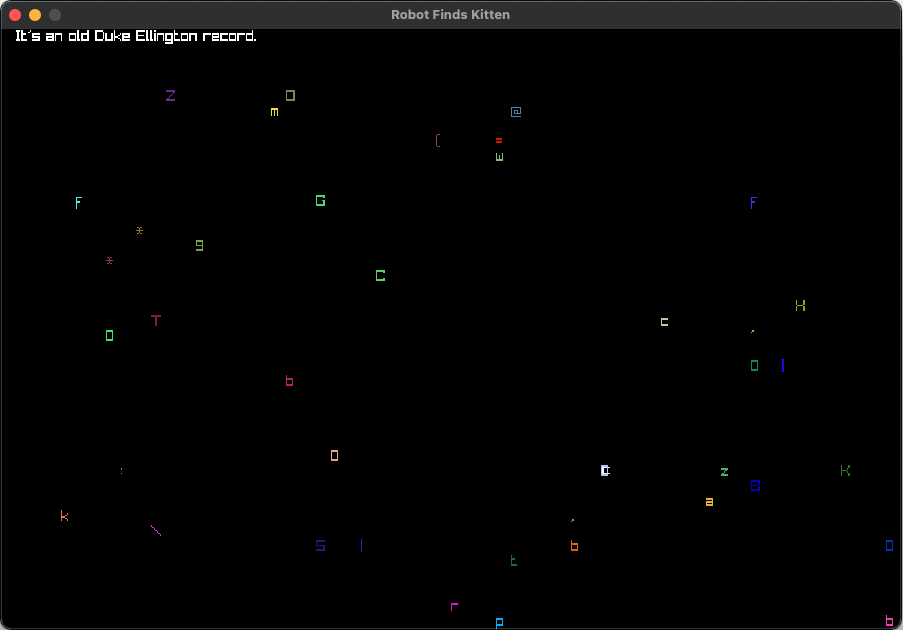 Robot Finds Kitten
It's an old Duke Ellington record.
Z O
m @
[ =
w
F G F
*
9
*
C
H
T c
0 ,
0 |
b
0
: z K
B
a
k ,
\
S | b 0
t
r
p b